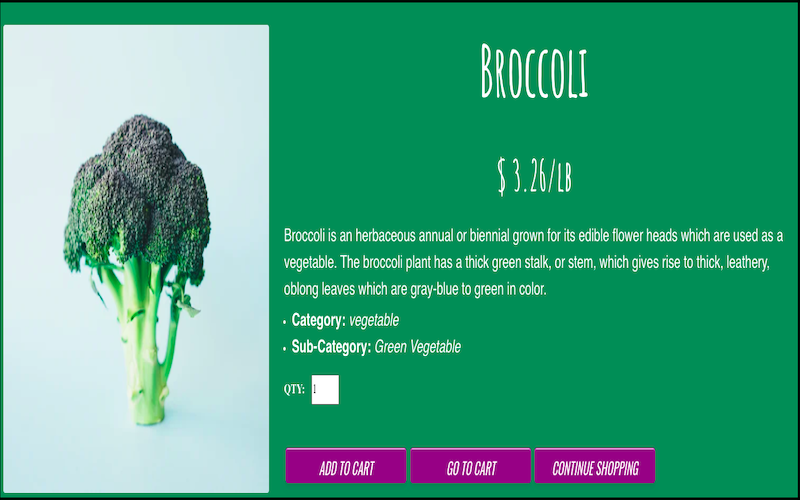 Broccoli
$ 3.26/lb
Broccoli is an herbaceous annual or biennial grown for its edible flower heads which are used as a
vegetable. The broccoli plant has a thick green stalk, or stem, which gives rise to thick, leathery,
oblong leaves which are gray-blue to green in color.
• Category: vegetable
• Sub-Category: Green Vegetable
QTY: 1
ADD TO CART GO TO CART CONTINUE SHOPPING